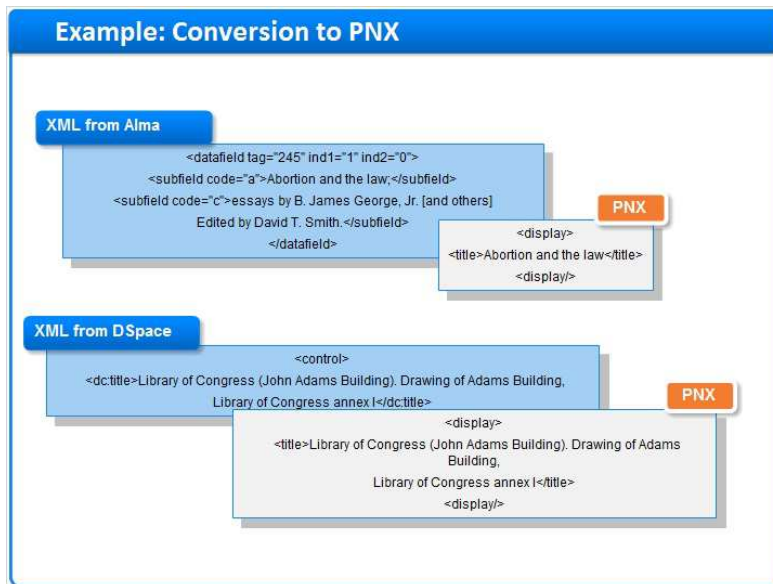 Example: Conversion to PNX
XML from Alma
<datafield tag="245" ind1="1" ind2="0">
<subfield code="a">Abortion and the law;</subfield>
<subfield code="c">essays by B. James George, Jr. [and others]
Edited by David T. Smith.</subfield>
</datafield>
PNX
<display>
<title>Abortion and the law</title>
<display/>
XML from DSpace
<control>
<dc:title>Library of Congress (John Adams Building). Drawing of Adams Building,
Library of Congress annex I</dc:title>
PNX
<display>
<title>Library of Congress (John Adams Building). Drawing of Adams
Building,
Library of Congress annex I</title>
<display/>